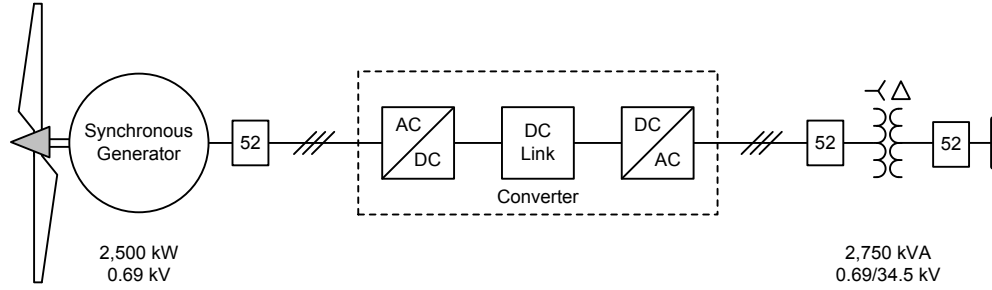 Synchronous
Generator
52
AC
DC
DC
Link
DC
AC
Converter
52
52
2,500 kW
0.69 kV
2,750 kVA
0.69/34.5 kV